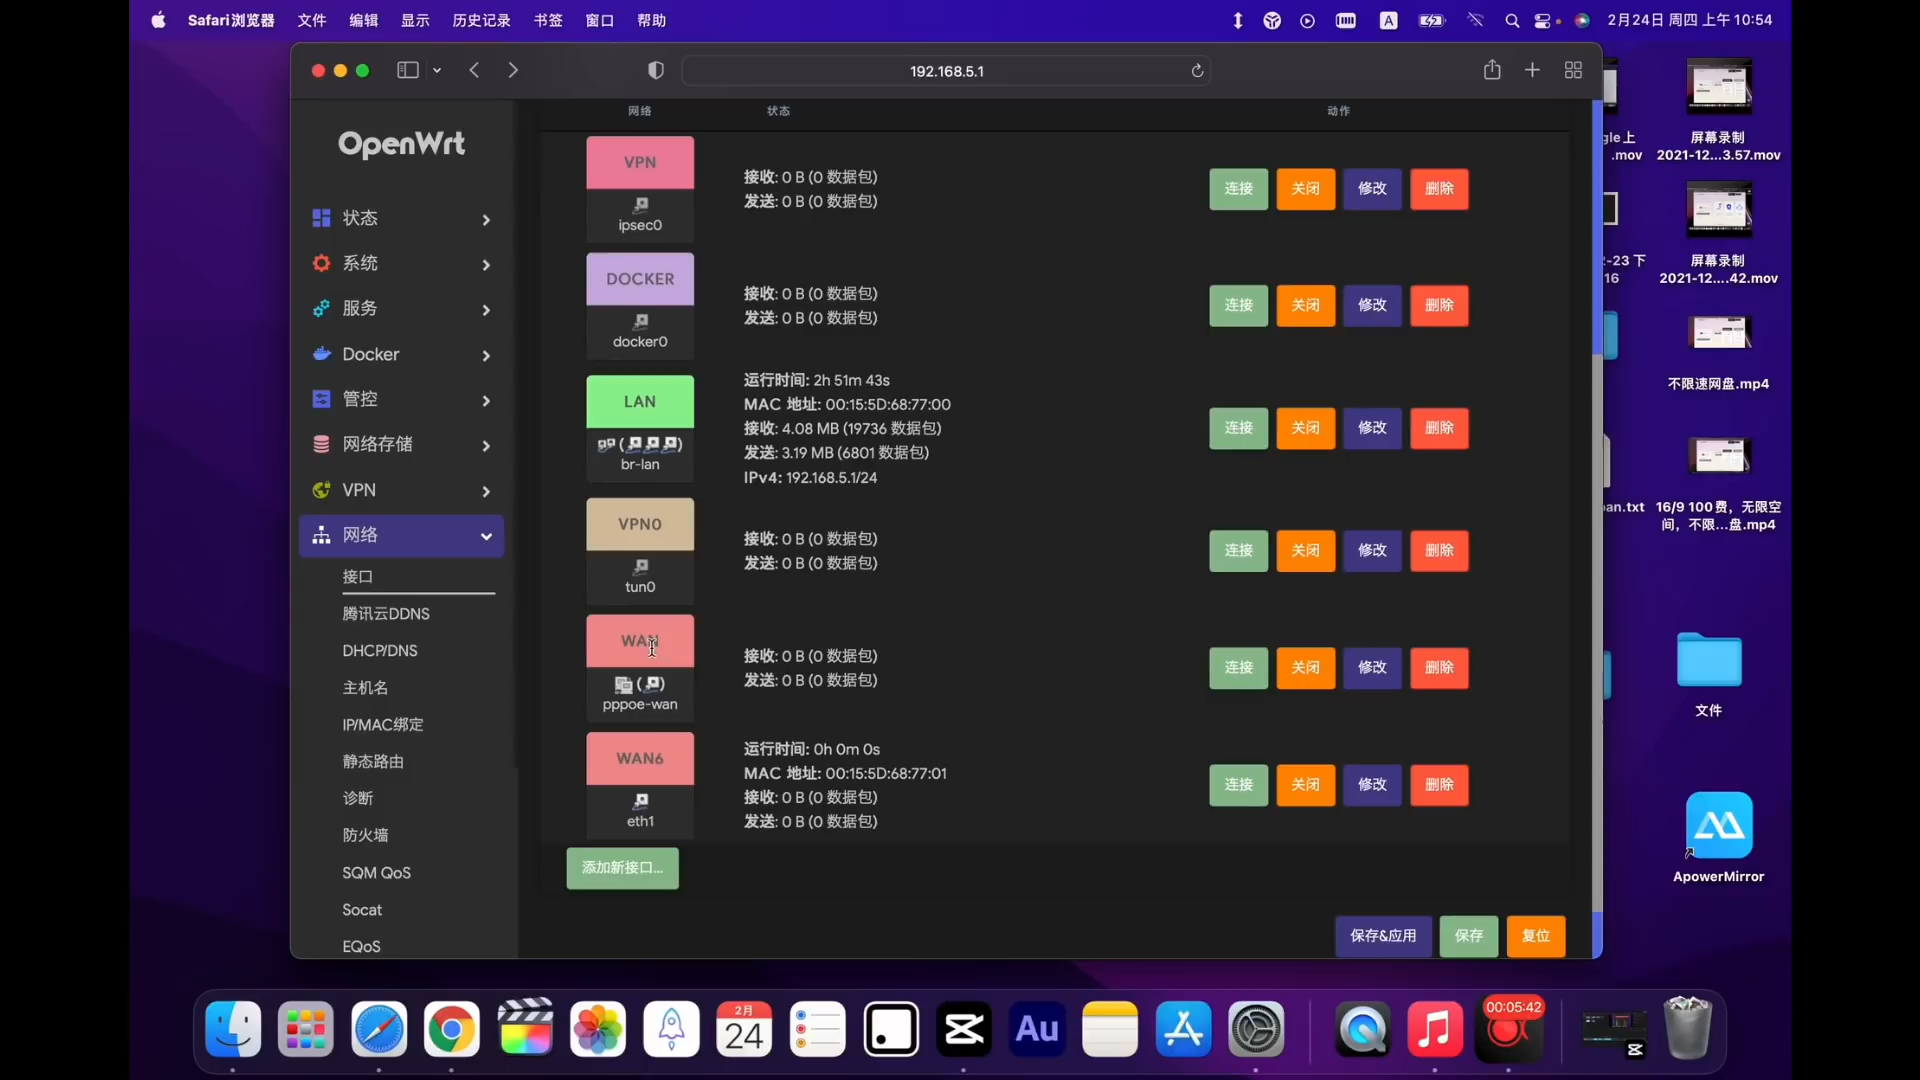 Safari浏览器 文件 编辑 显示 历史记录 书签 窗口 帮助 A 2月24日 周四 上午 10:54
192.168.5.1
OpenWrt
状态
系统
服务
Docker
管控
网络存储
VPN
网络
接口
腾讯云DDNS
DHCP/DNS
主机名
IP/MAC绑定
静态路由
诊断
防火墙
SQM QoS
Socat
EQoS
网络 状态 动作
VPN
ipsec0
接收: 0 B (0 数据包)
发送: 0 B (0 数据包)
连接 关闭 修改 删除
DOCKER
docker0
接收: 0 B (0 数据包)
发送: 0 B (0 数据包)
连接 关闭 修改 删除
LAN
br-lan
运行时间: 2h 51m 43s
MAC 地址: 00:15:5D:68:77:00
接收: 4.08 MB (19736 数据包)
发送: 3.19 MB (6801 数据包)
IPv4: 192.168.5.1/24
连接 关闭 修改 删除
VPN0
tun0
接收: 0 B (0 数据包)
发送: 0 B (0 数据包)
连接 关闭 修改 删除
WAN
pppoe-wan
接收: 0 B (0 数据包)
发送: 0 B (0 数据包)
连接 关闭 修改 删除
WAN6
eth1
运行时间: 0h 0m 0s
MAC 地址: 00:15:5D:68:77:01
接收: 0 B (0 数据包)
发送: 0 B (0 数据包)
连接 关闭 修改 删除
添加新接口...
保存&应用 保存 复位
gle 上
.mov
屏幕录制
2021-12...3.57.mov
2-23 下
16
屏幕录制
2021-12....42.mov
不限速网盘.mp4
an.txt
16/9 100费，无限空
间，不限...盘.mp4
文件
ApowerMirror
2月
24
Au
00:05:42